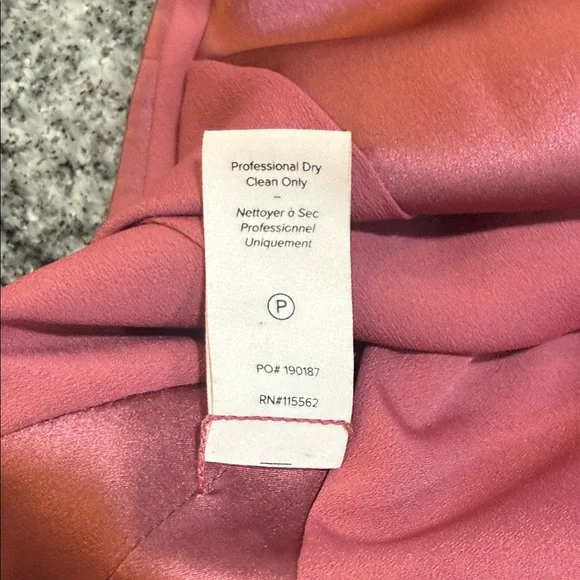 Professional Dry
Clean Only
–
Nettoyer à Sec
Professionnel
Uniquement
P
PO# 190187
RN#115562